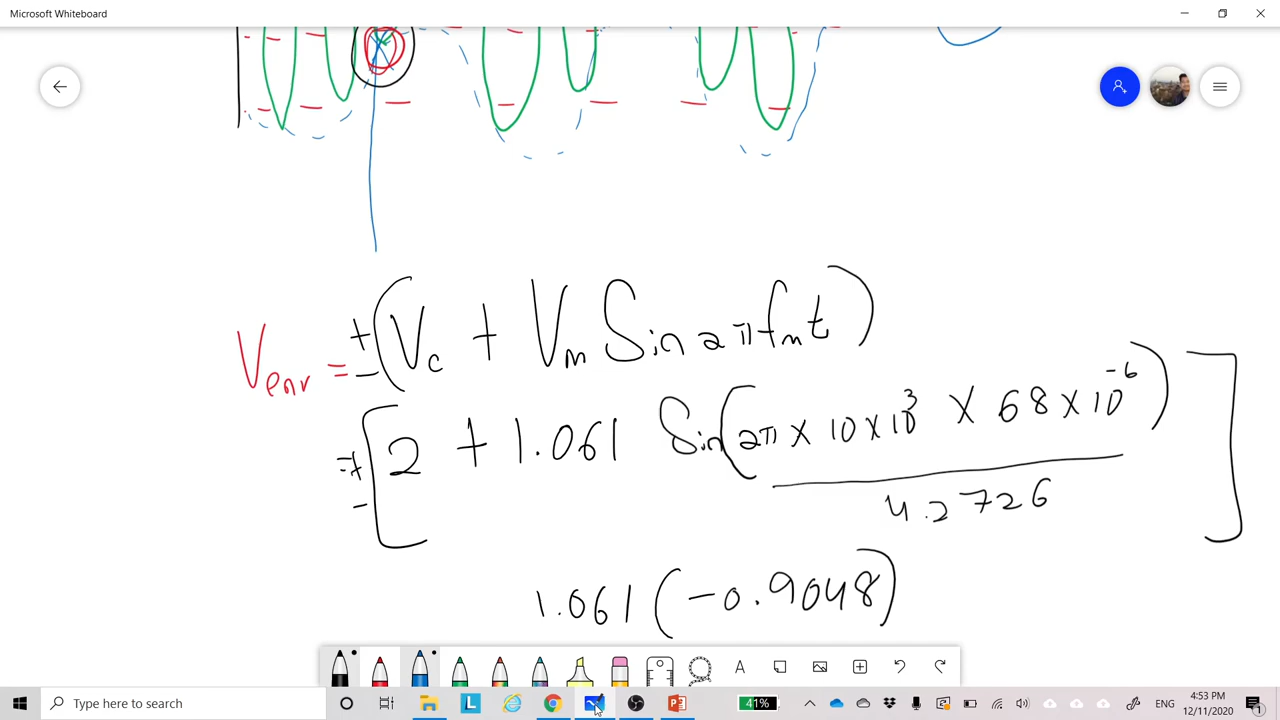 Microsoft Whiteboard
Venv = ± (Vc + Vm Sin 2πfmt)
± [2 + 1.061 Sin(2π × 10×10³ × 68×10⁻⁶)]
4.2726
1.061 (-0.9048)
A
Type here to search
L
41%
ENG
4:53 PM
12/11/2020
1